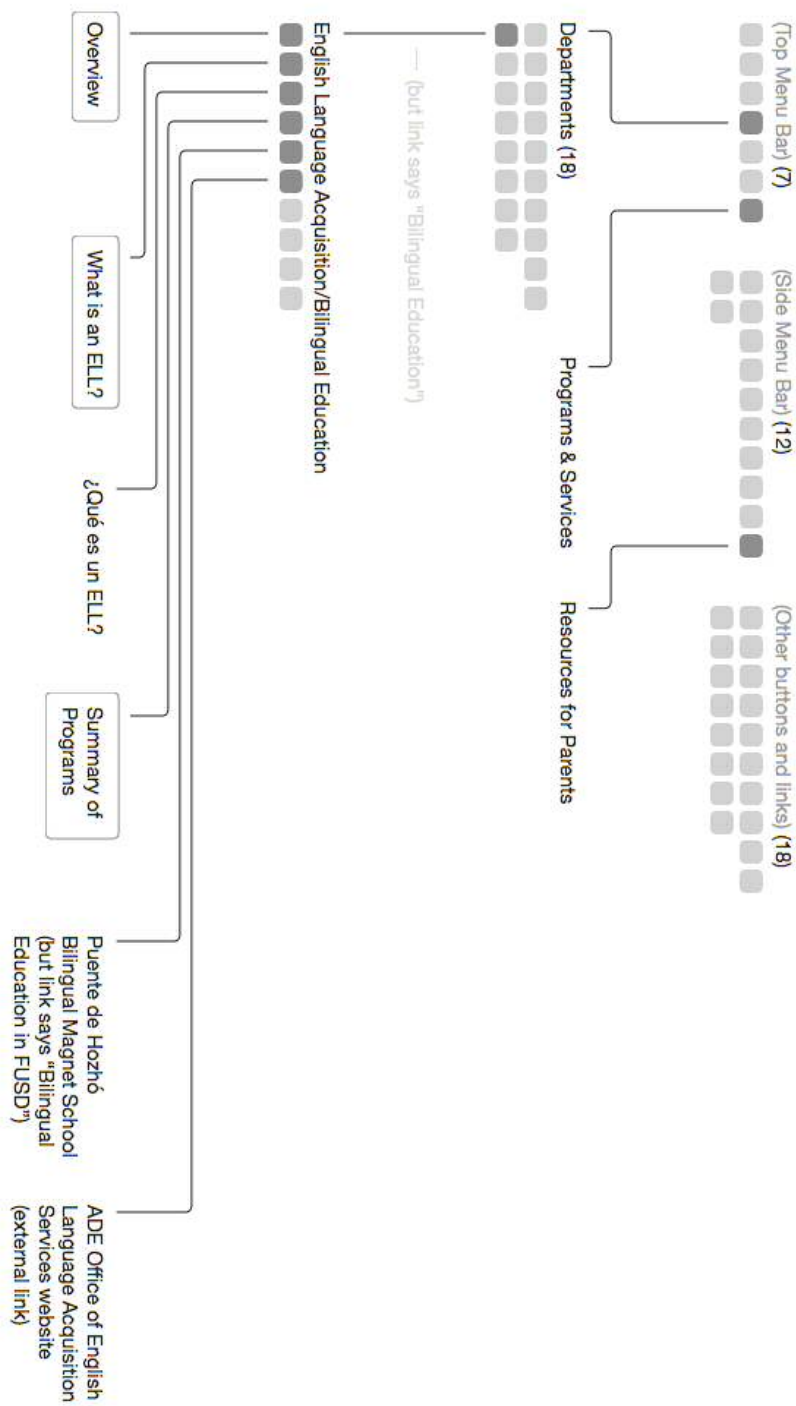 (Top Menu Bar) (7)
(Side Menu Bar) (12)
(Other buttons and links) (18)
Departments (18)
Programs & Services
Resources for Parents
— (but link says "Bilingual Education")
English Language Acquisition/Bilingual Education
Overview
What is an ELL?
¿Qué es un ELL?
Summary of
Programs
Puente de Hozhó
Bilingual Magnet School
(but link says “Bilingual
Education in FUSD”)
ADE Office of English
Language Acquisition
Services website
(external link)